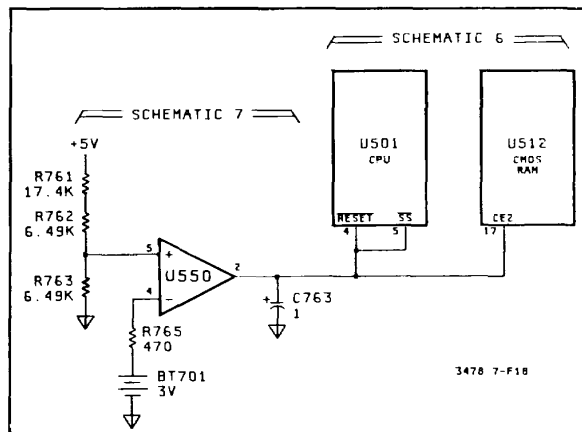 SCHEMATIC 6
SCHEMATIC 7
U501
CPU
U512
CMOS
RAM
+5V
R761
17.4K
R762
6.49K
RESET
4
SS
5
CE2
17
R763
6.49K
5
+
U550
2
4
−
+
C763
1
R765
470
BT701
3V
3478 7-F18